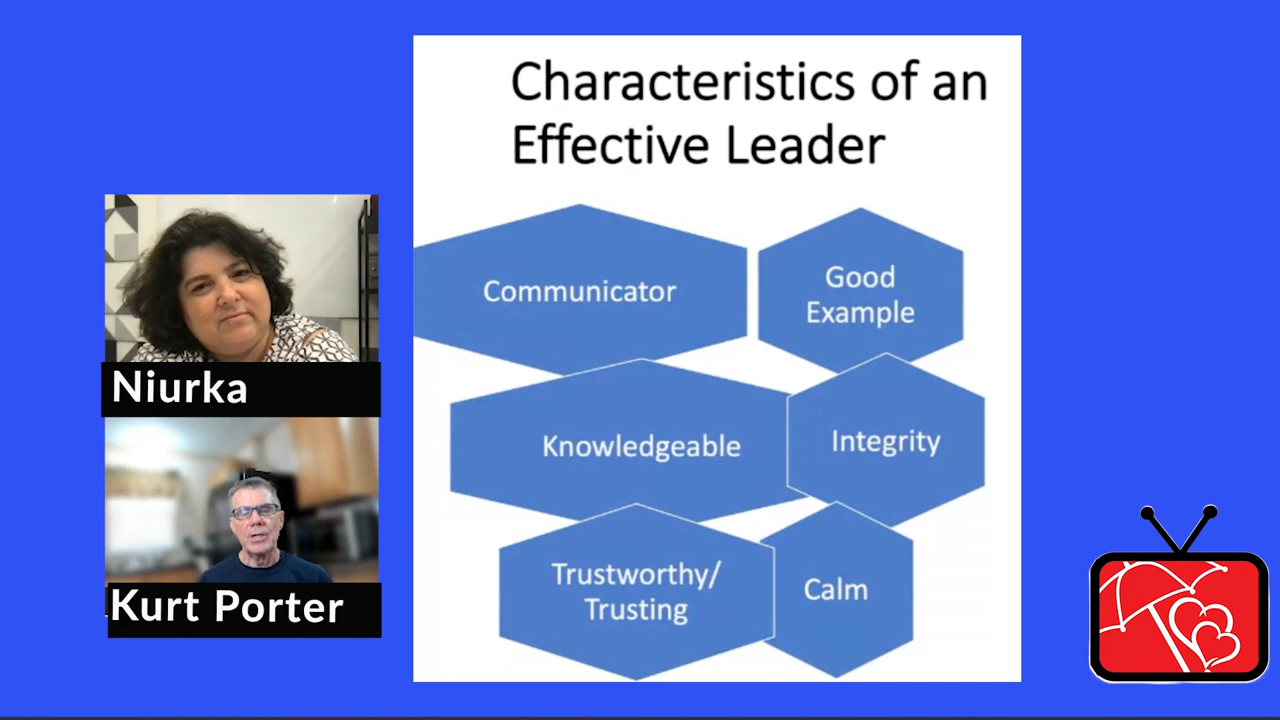 Characteristics of an
Effective Leader
Communicator
Good
Example
Knowledgeable
Integrity
Trustworthy/
Trusting
Calm
Niurka
Kurt Porter